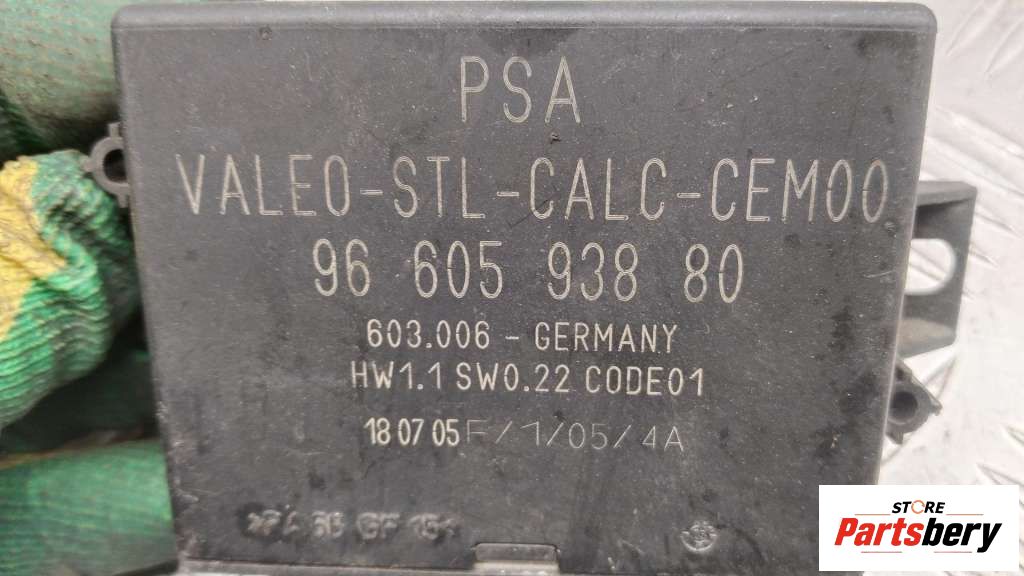 PSA
VALEO-STL-CALC-CEM00
96 605 938 80
603.006 - GERMANY
HW1.1 SW0.22 CODE01
18 07 05 F/1/05/4A
STORE
Partsbery